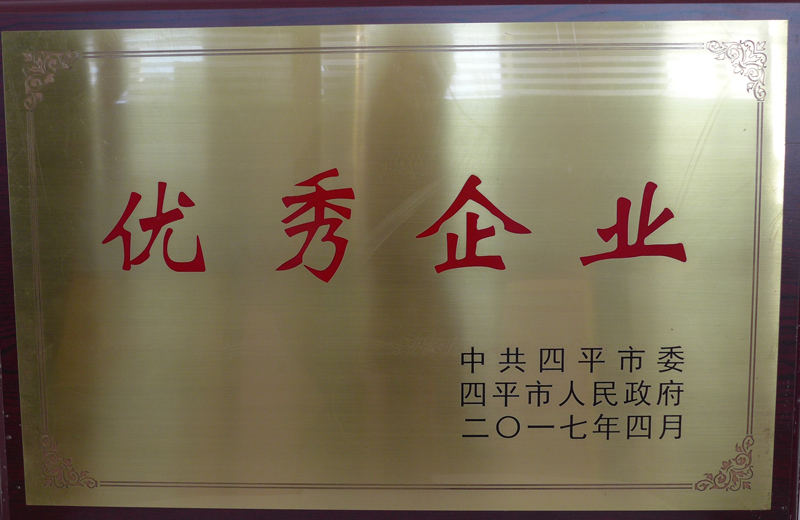 优秀企业
中共四平市委
四平市人民政府
二〇一七年四月